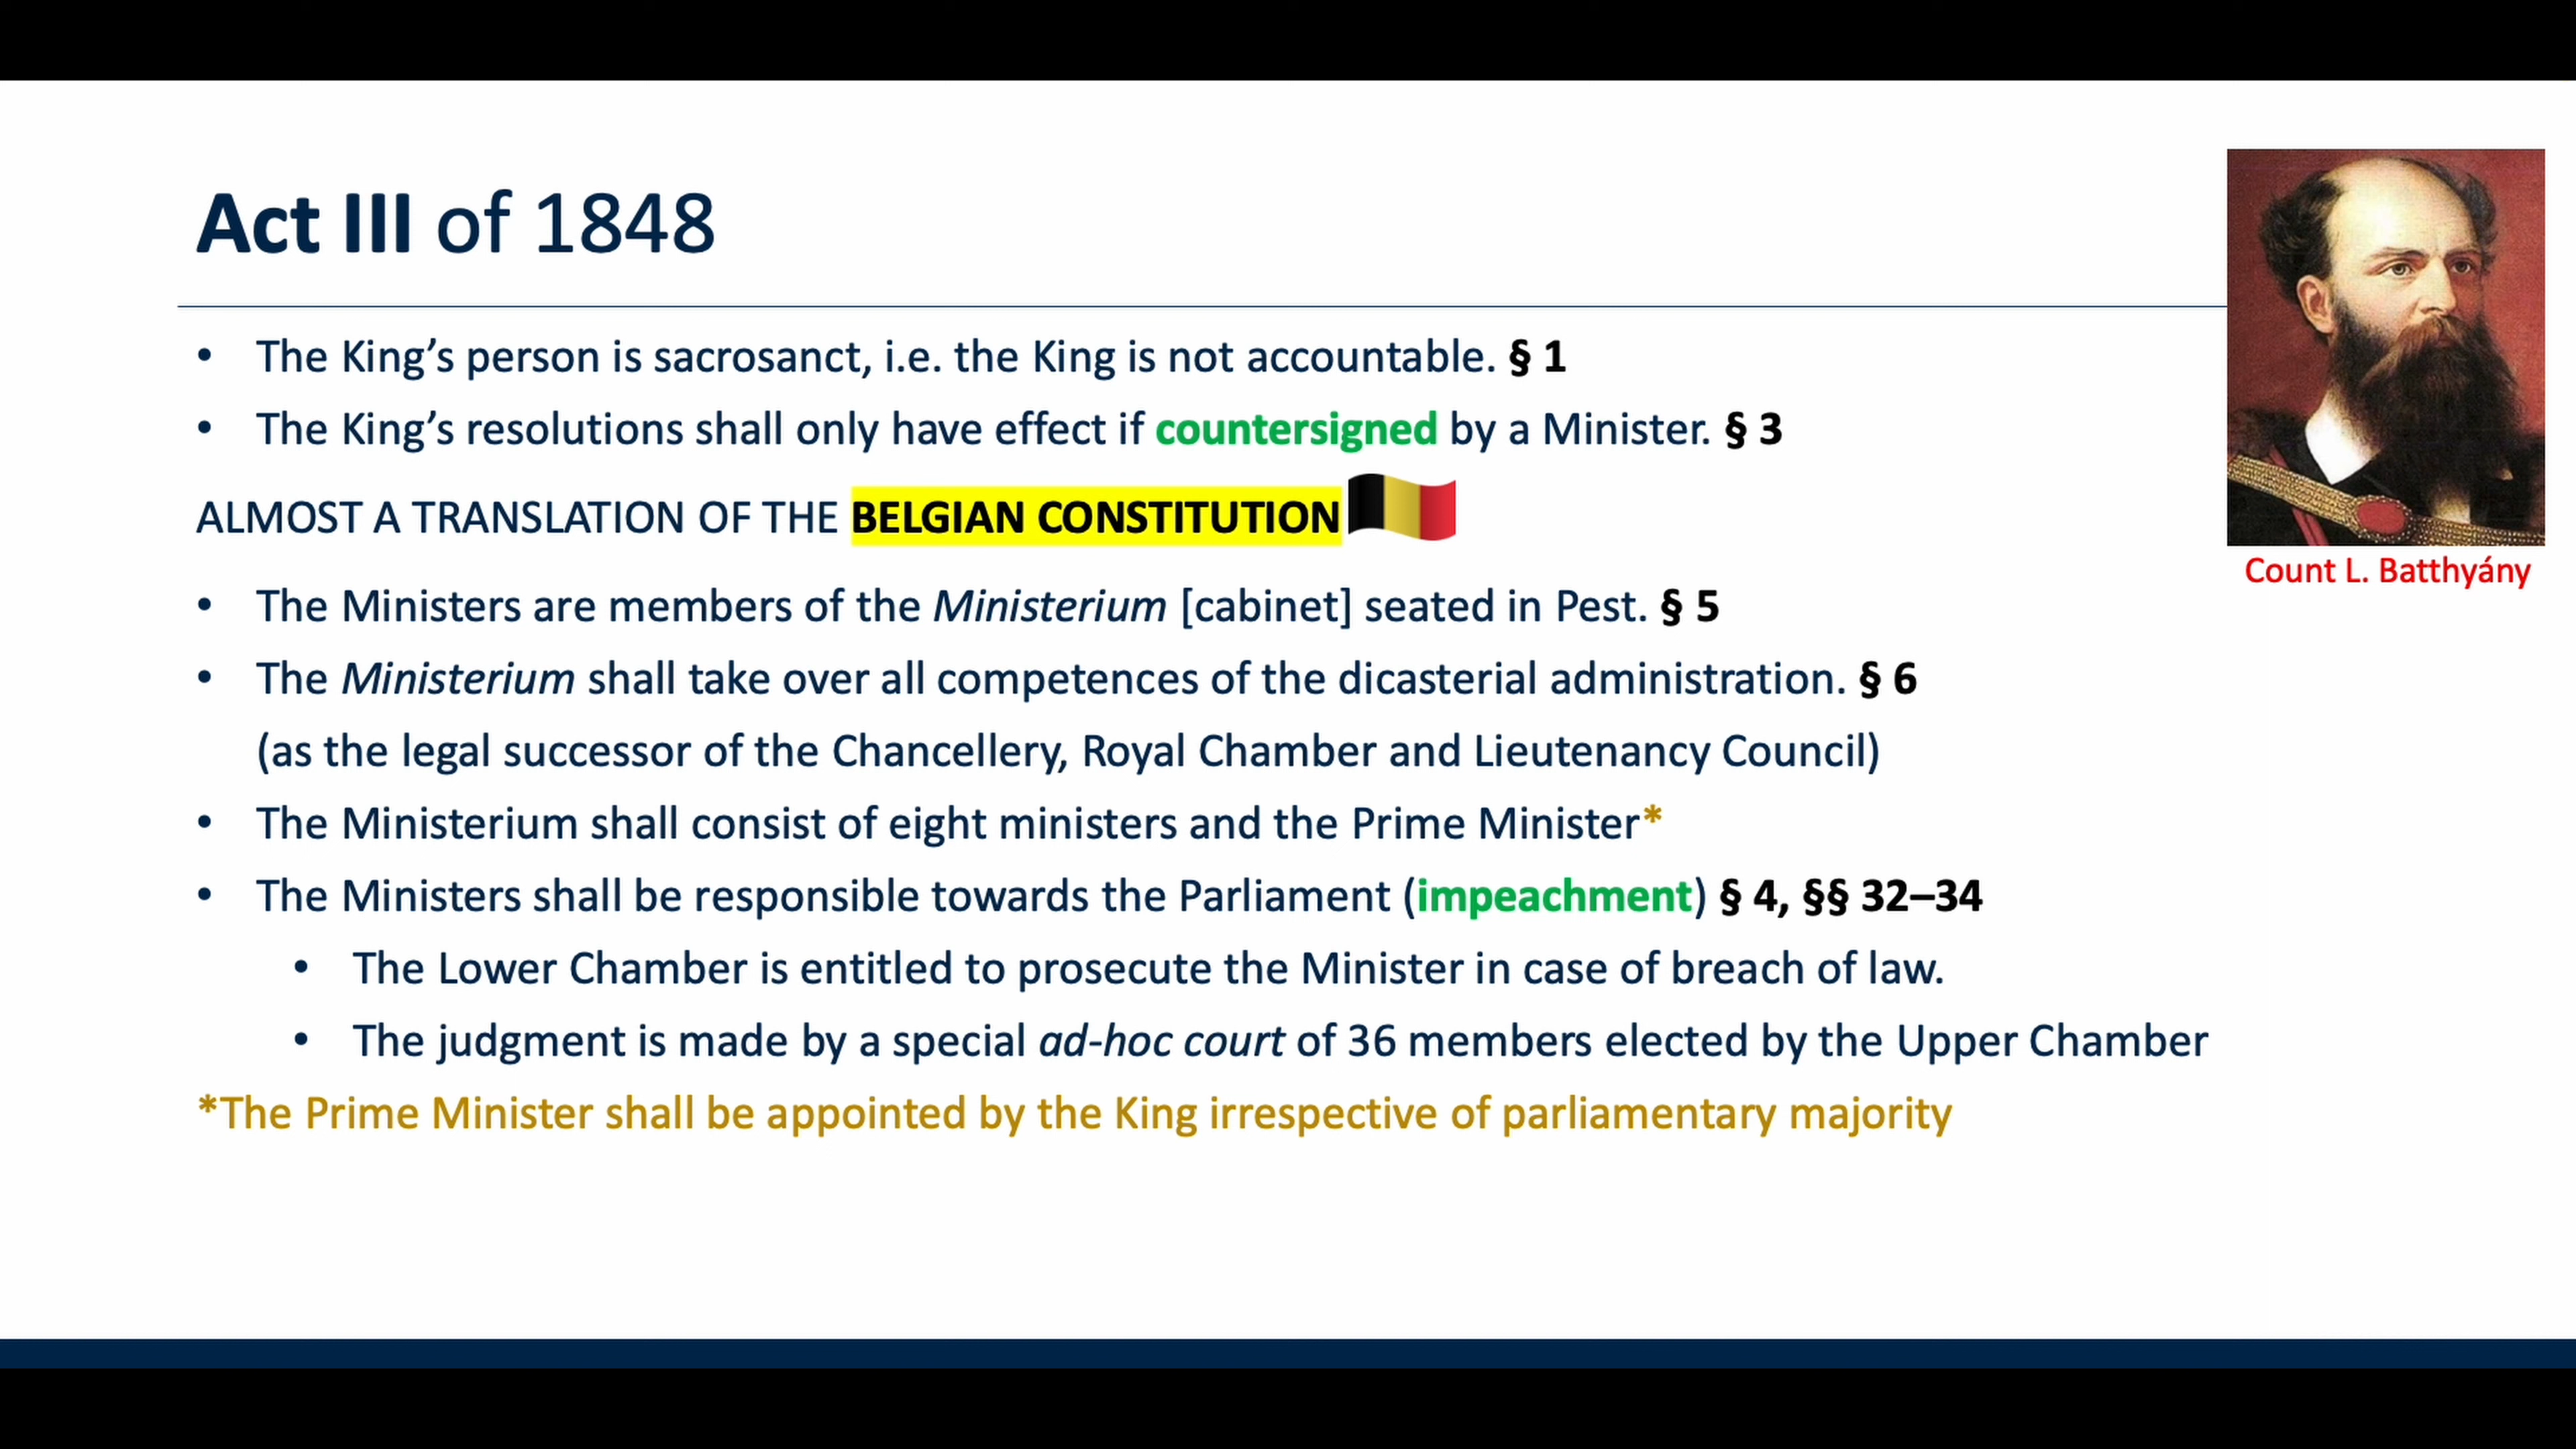 Act III of 1848
• The King’s person is sacrosanct, i.e. the King is not accountable. § 1
• The King’s resolutions shall only have effect if countersigned by a Minister. § 3
ALMOST A TRANSLATION OF THE BELGIAN CONSTITUTION
Count L. Batthyány
• The Ministers are members of the Ministerium [cabinet] seated in Pest. § 5
• The Ministerium shall take over all competences of the dicasterial administration. § 6
(as the legal successor of the Chancellery, Royal Chamber and Lieutenancy Council)
• The Ministerium shall consist of eight ministers and the Prime Minister*
• The Ministers shall be responsible towards the Parliament (impeachment) § 4, §§ 32–34
• The Lower Chamber is entitled to prosecute the Minister in case of breach of law.
• The judgment is made by a special ad-hoc court of 36 members elected by the Upper Chamber
*The Prime Minister shall be appointed by the King irrespective of parliamentary majority